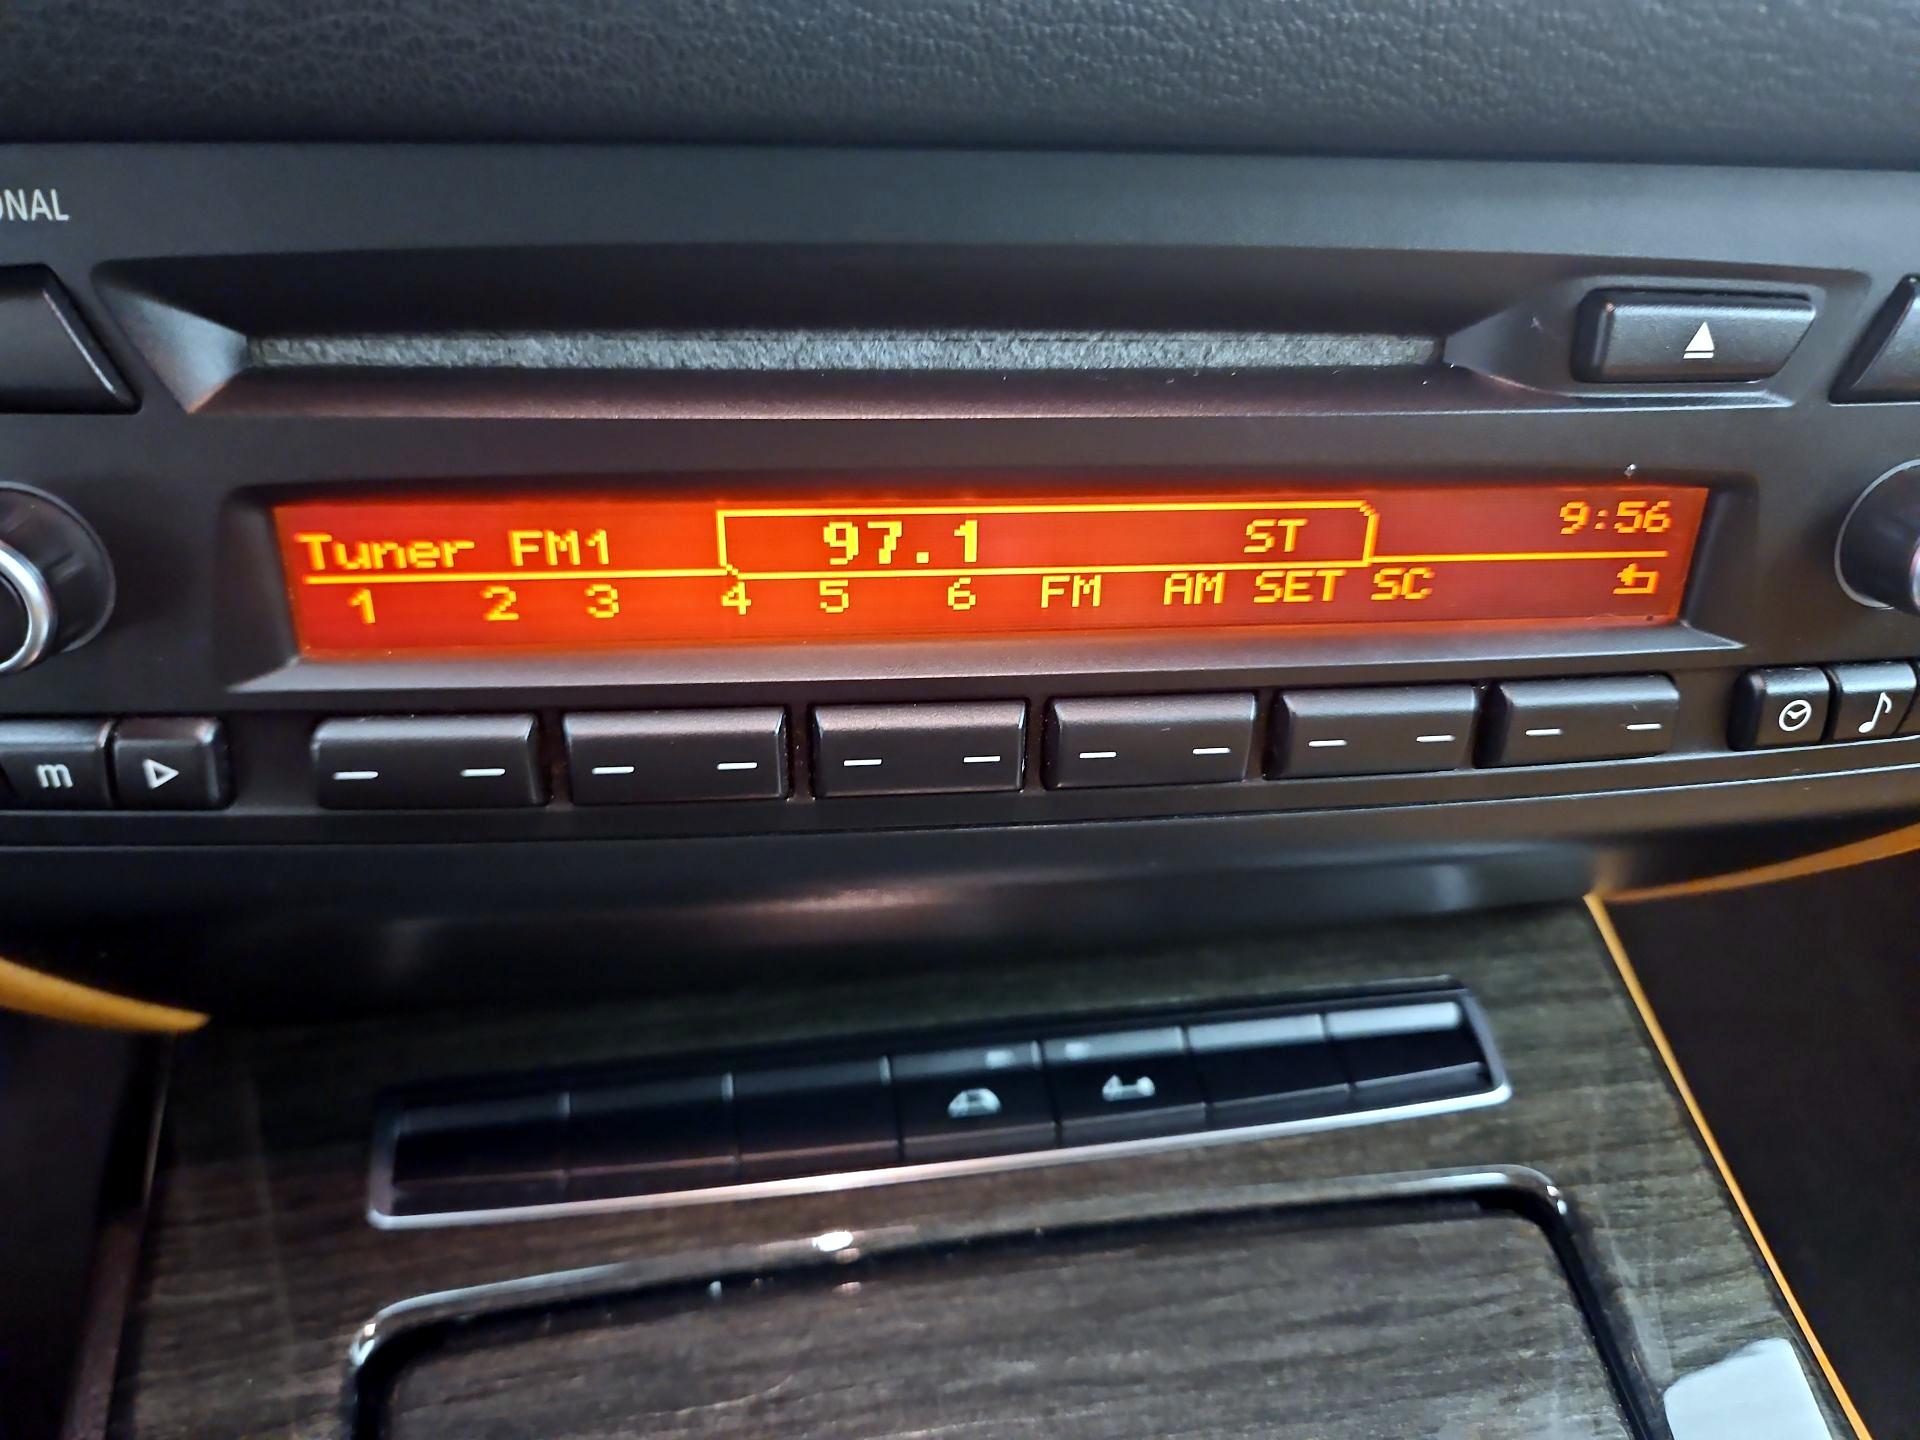 ONAL
Tuner FM1 97.1 ST 9:56
1 2 3 4 5 6 FM AM SET SC
m